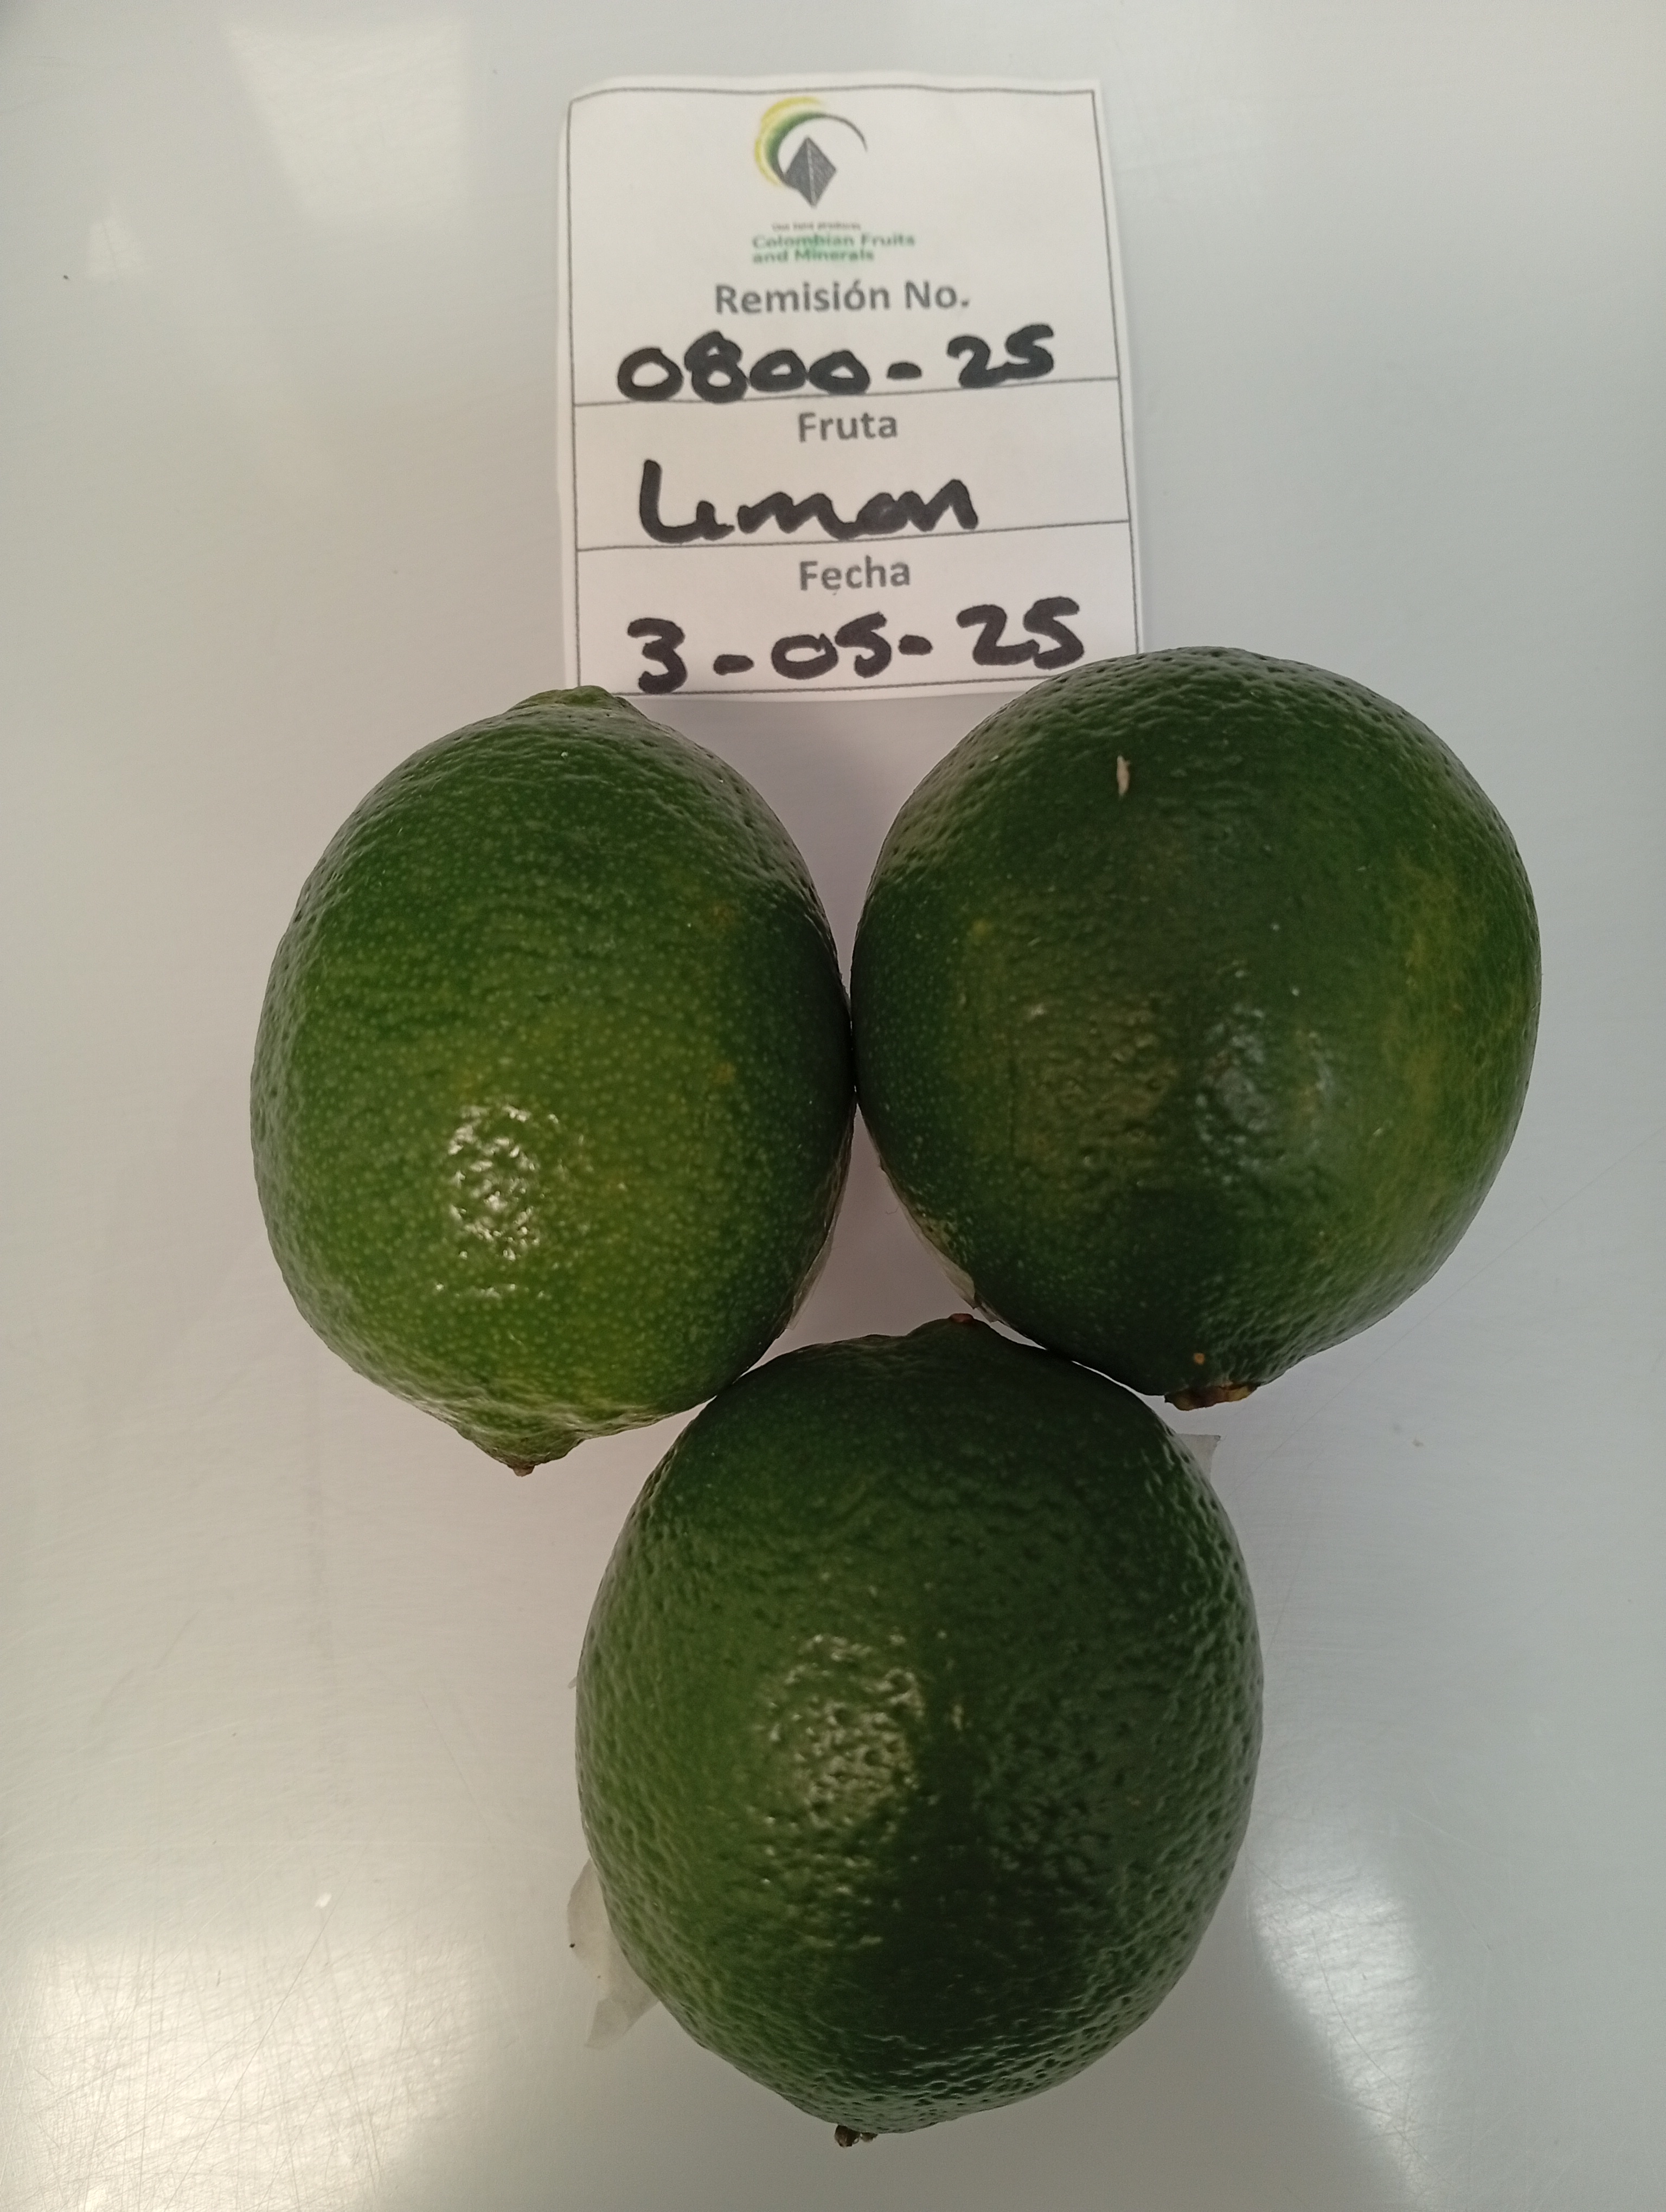 Colombian Fruits
and Minerals
Remisión No.
0800-25
Fruta
Limon
Fecha
3-05-25